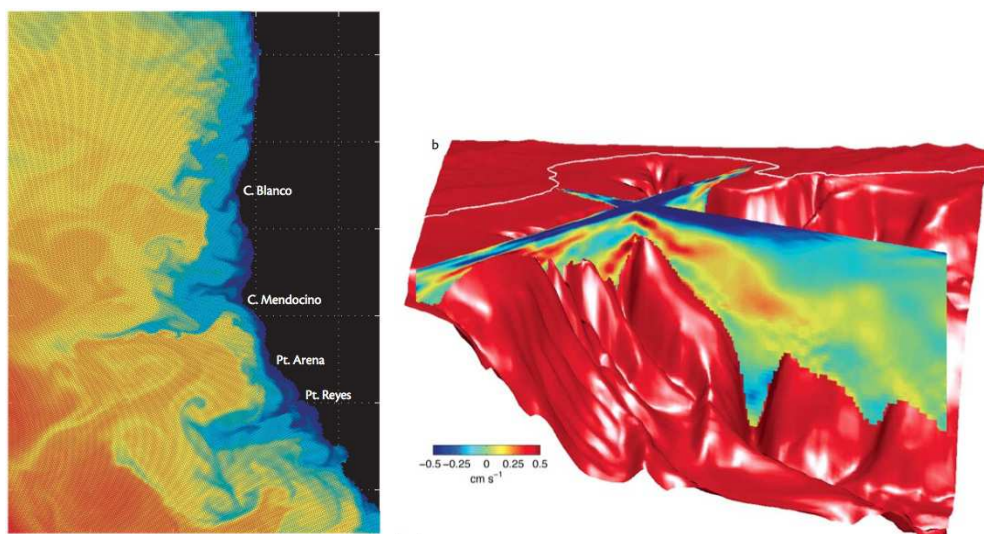 C. Blanco
C. Mendocino
Pt. Arena
Pt. Reyes
b
−0.5 −0.25 0 0.25 0.5
cm s⁻¹